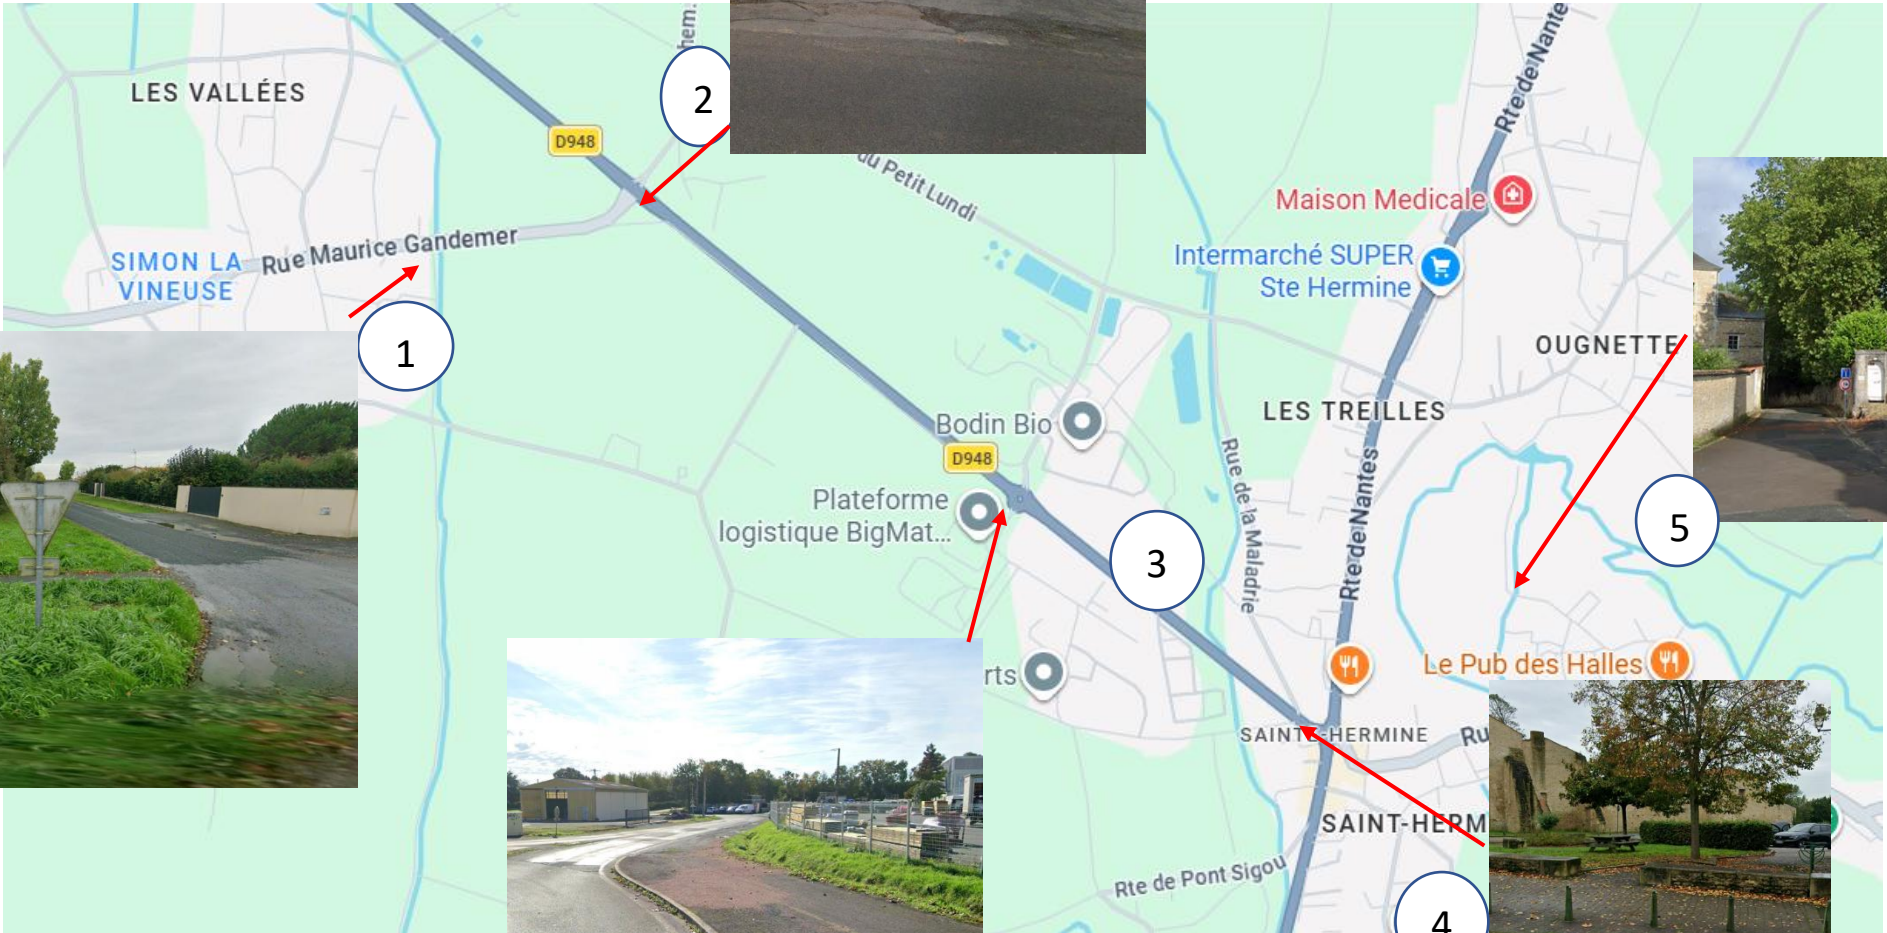 hem.
Rte de Nante
LES VALLÉES
2
D948
du Petit Lundi
Maison Medicale
Rue Maurice Gandemer
SIMON LA
VINEUSE
Intermarché SUPER
Ste Hermine
1
OUGNETTE
LES TREILLES
Bodin Bio
D948
Rue de la Maladrie
Rte de Nantes
Plateforme
logistique BigMat...
5
3
Le Pub des Halles
rts
SAINTE-HERMINE
Ru
SAINT-HERM
Rte de Pont Sigou
4